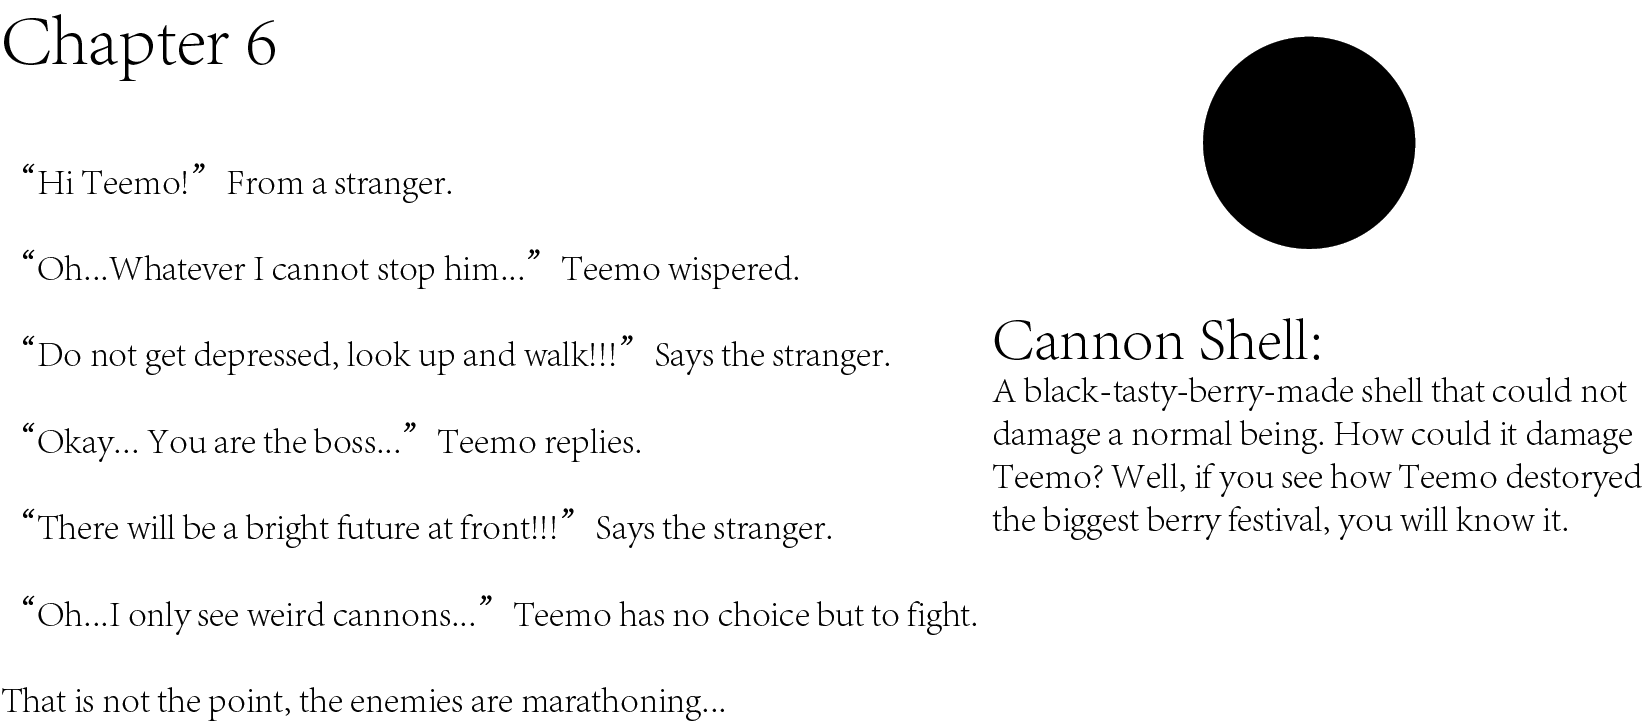 Chapter 6
“Hi Teemo!” From a stranger.
“Oh...Whatever I cannot stop him...” Teemo wispered.
“Do not get depressed, look up and walk!!!” Says the stranger.
“Okay... You are the boss...” Teemo replies.
“There will be a bright future at front!!!” Says the stranger.
“Oh...I only see weird cannons...” Teemo has no choice but to fight.
That is not the point, the enemies are marathoning...
Cannon Shell:
A black-tasty-berry-made shell that could not
damage a normal being. How could it damage
Teemo? Well, if you see how Teemo destoryed
the biggest berry festival, you will know it.